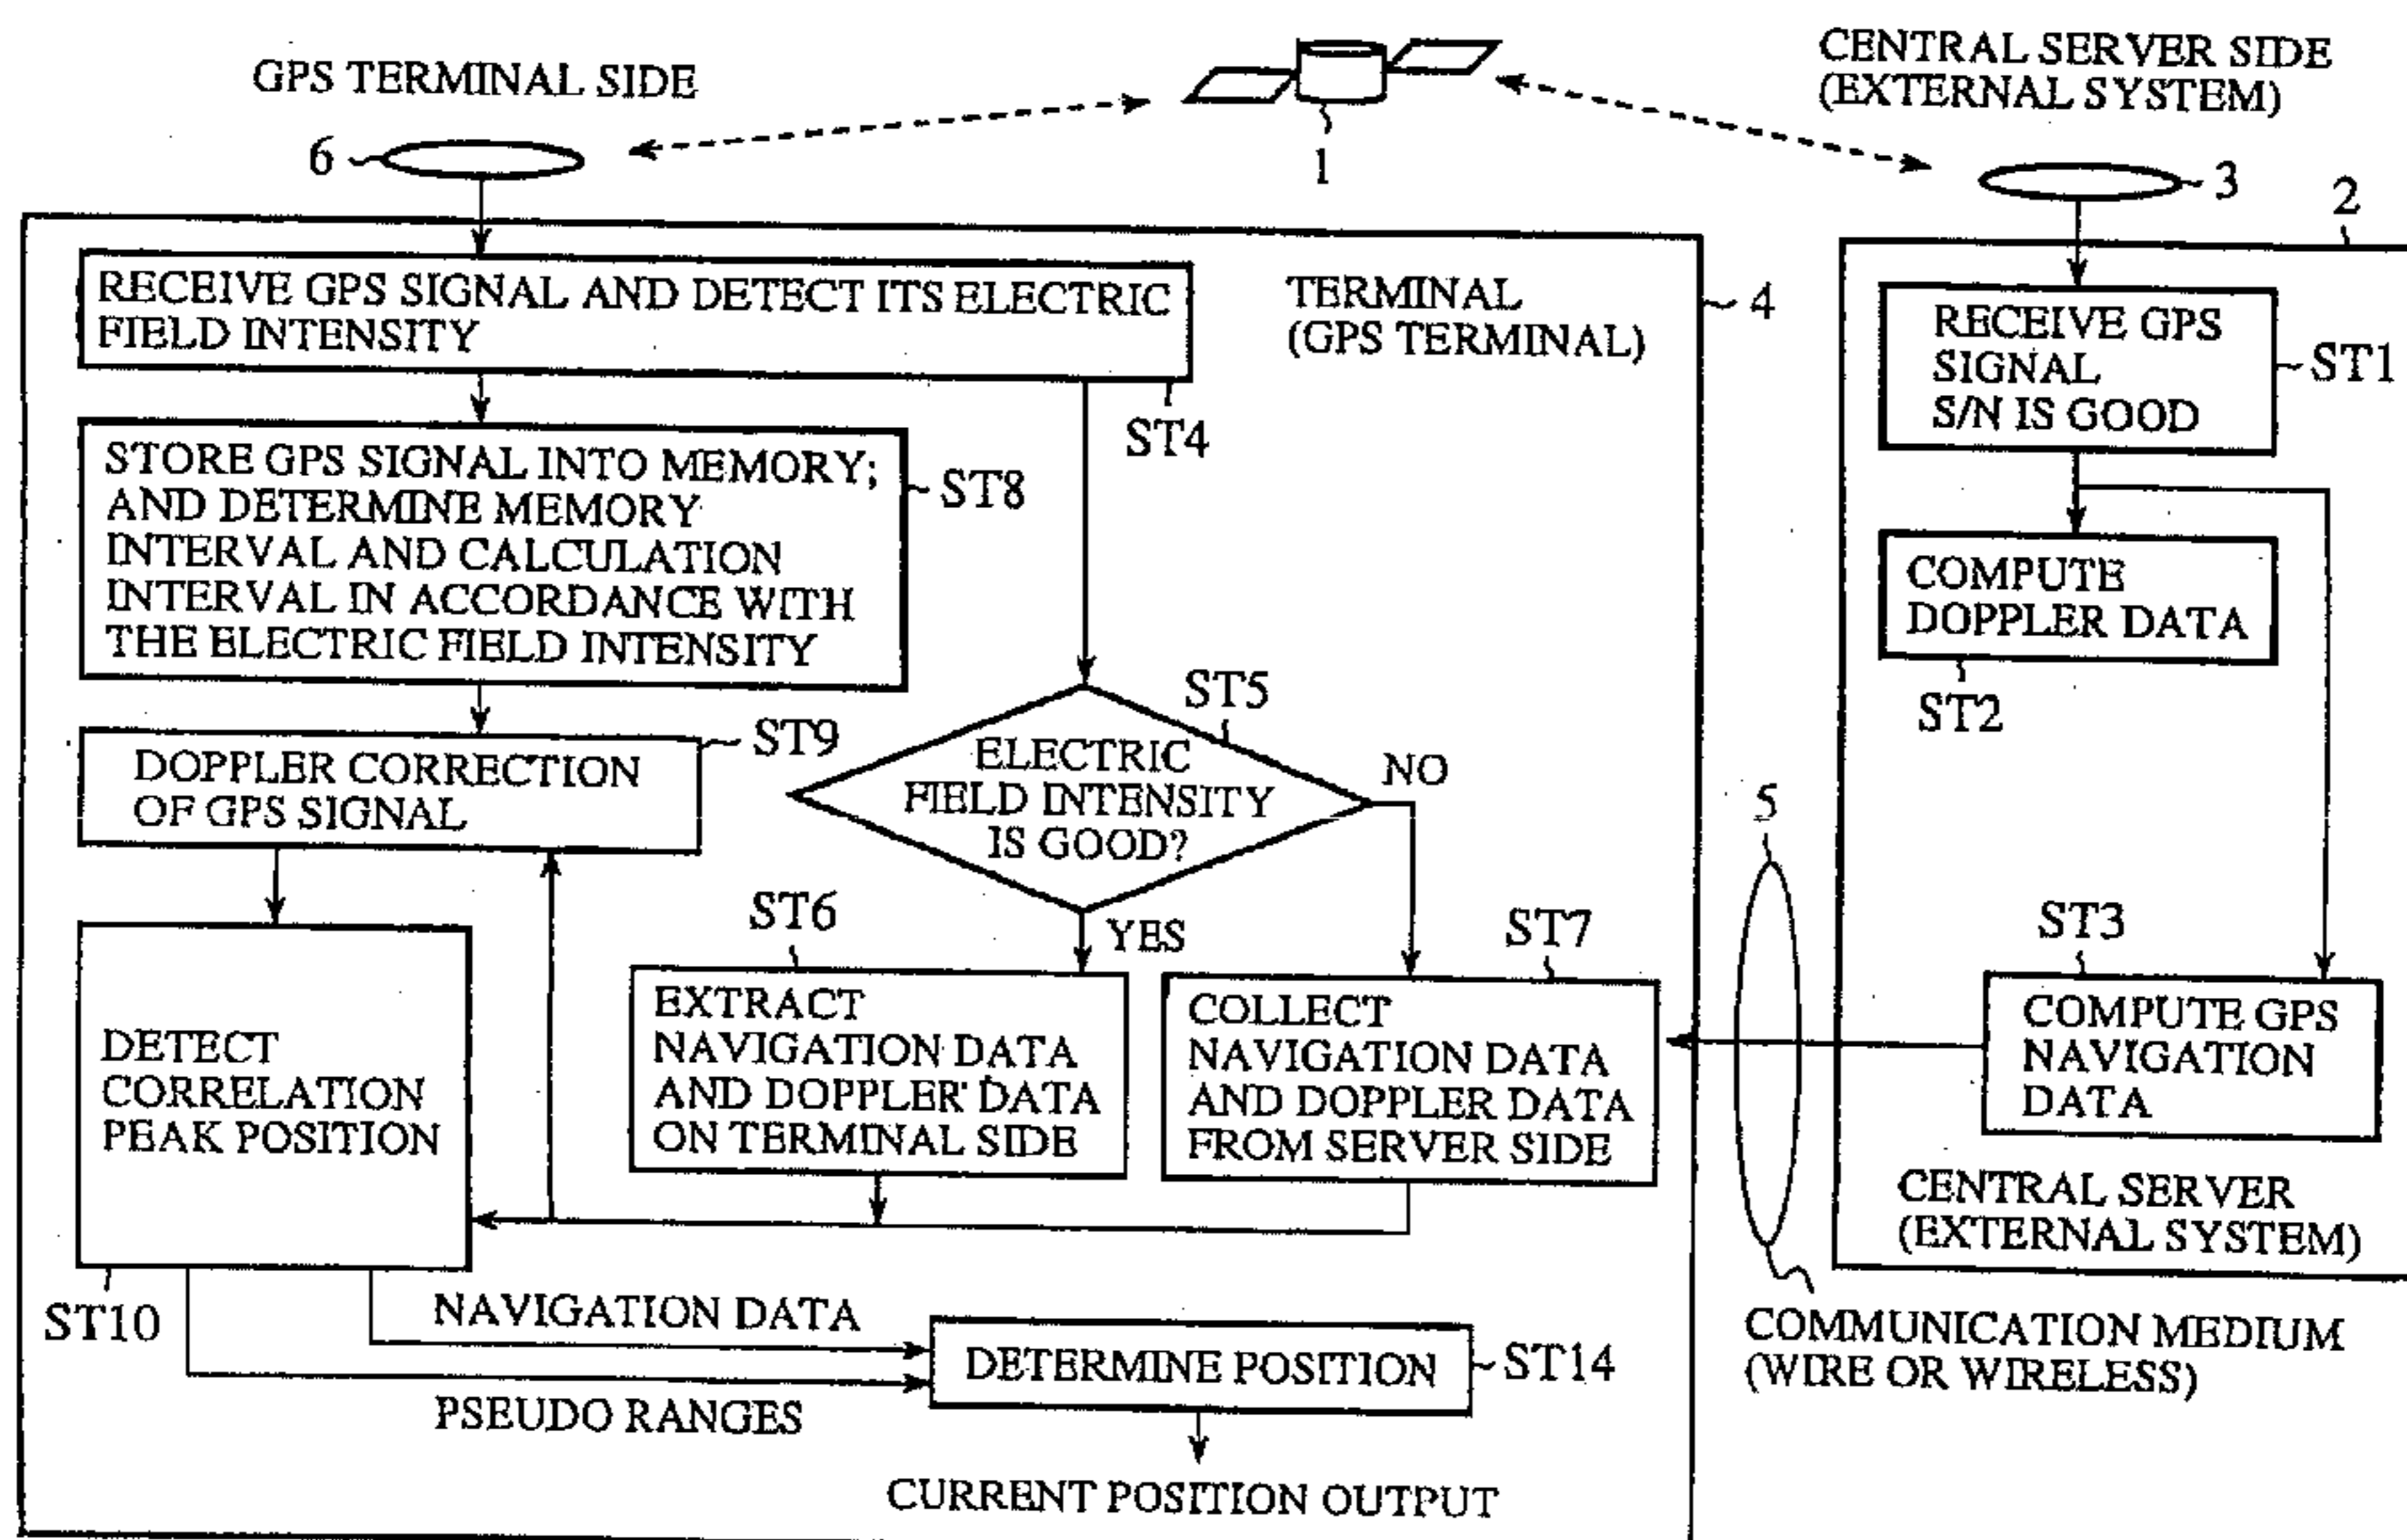 GPS TERMINAL SIDE
CENTRAL SERVER SIDE
(EXTERNAL SYSTEM)
6
1
3
2
RECEIVE GPS SIGNAL AND DETECT ITS ELECTRIC
FIELD INTENSITY
ST4
TERMINAL
(GPS TERMINAL)
4
RECEIVE GPS
SIGNAL
S/N IS GOOD
ST1
STORE GPS SIGNAL INTO MEMORY;
AND DETERMINE MEMORY
INTERVAL AND CALCULATION
INTERVAL IN ACCORDANCE WITH
THE ELECTRIC FIELD INTENSITY
ST8
COMPUTE
DOPPLER DATA
ST2
DOPPLER CORRECTION
OF GPS SIGNAL
ST9
ST5
ELECTRIC
FIELD INTENSITY
IS GOOD?
NO
YES
5
DETECT
CORRELATION
PEAK POSITION
ST10
ST6
EXTRACT
NAVIGATION DATA
AND DOPPLER DATA
ON TERMINAL SIDE
ST7
COLLECT
NAVIGATION DATA
AND DOPPLER DATA
FROM SERVER SIDE
ST3
COMPUTE GPS
NAVIGATION
DATA
CENTRAL SERVER
(EXTERNAL SYSTEM)
NAVIGATION DATA
PSEUDO RANGES
DETERMINE POSITION
ST14
COMMUNICATION MEDIUM
(WIRE OR WIRELESS)
CURRENT POSITION OUTPUT